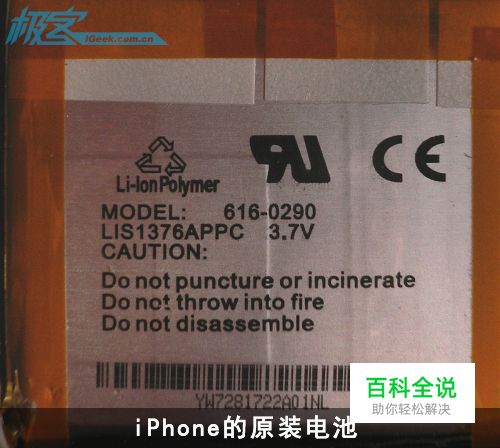 极客
iGeek.com.cn
Li-Ion Polymer
MODEL: 616-0290
LIS1376APPC 3.7V
CAUTION:
Do not puncture or incinerate
Do not throw into fire
Do not disassemble
YW7281722A01NL
百科全说
助你轻松解决
iPhone的原装电池